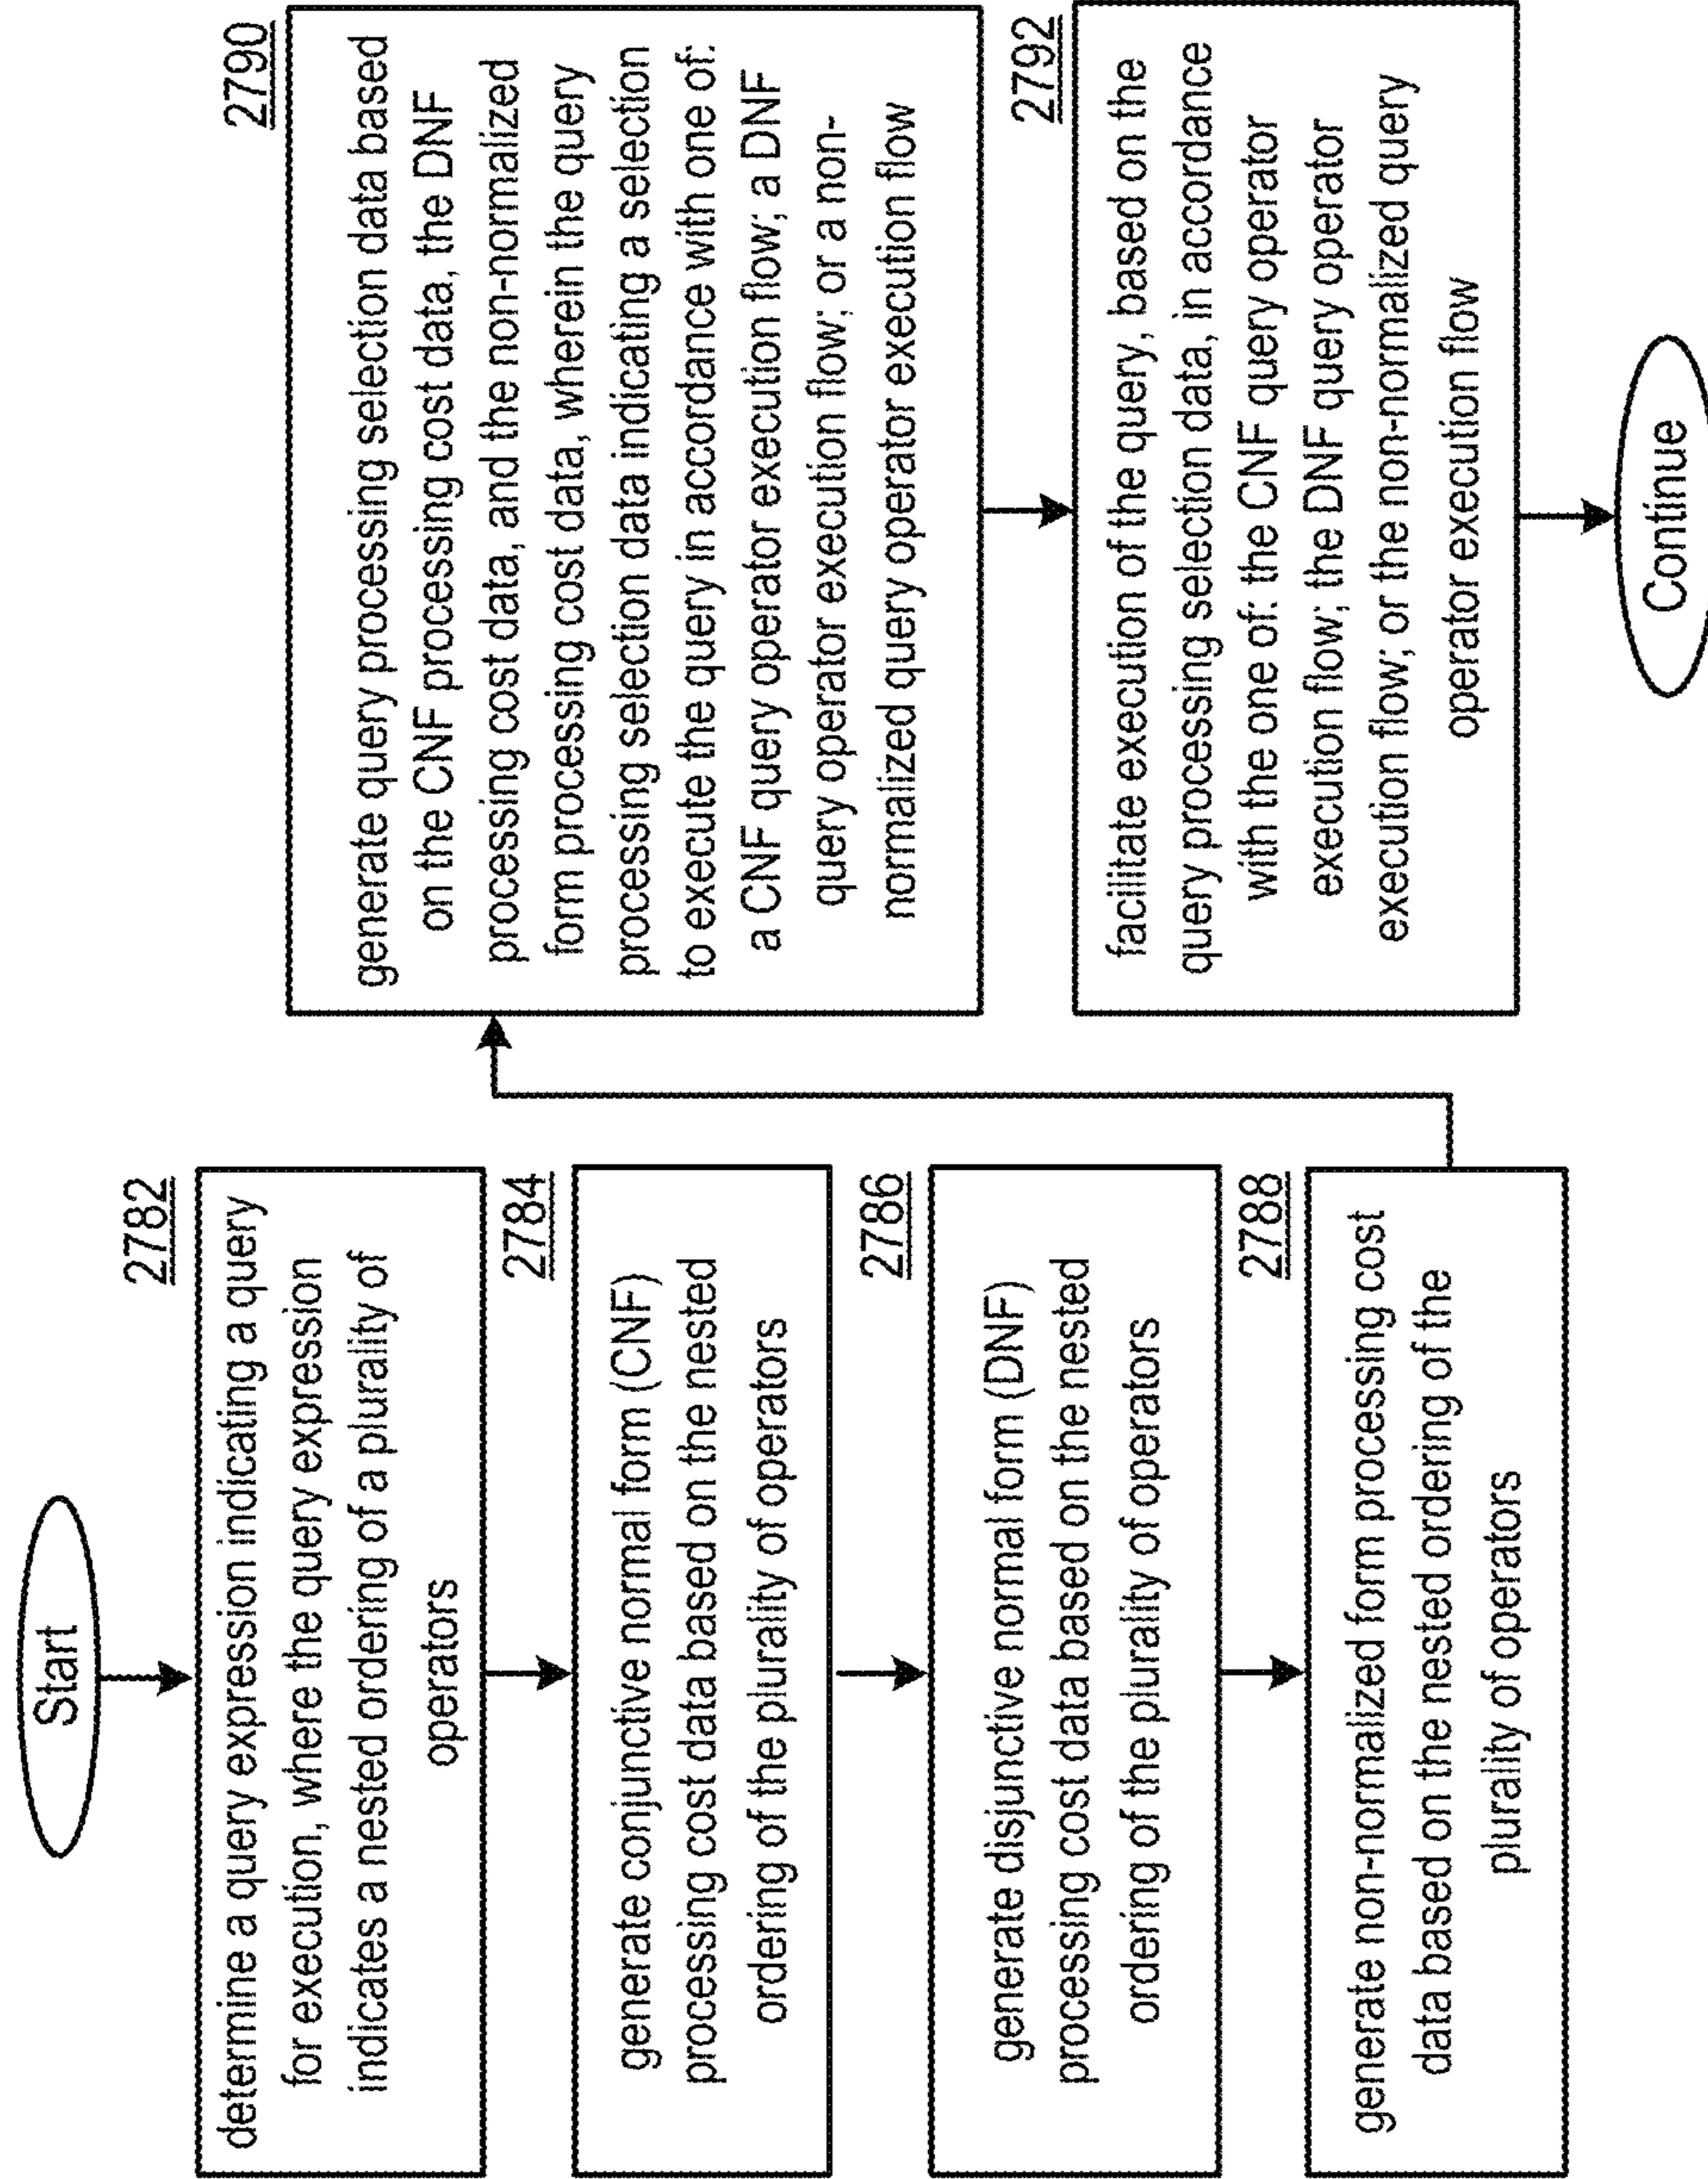 Start
2782
determine a query expression indicating a query
for execution, where the query expression
indicates a nested ordering of a plurality of
operators
2784
generate conjunctive normal form (CNF)
processing cost data based on the nested
ordering of the plurality of operators
2786
generate disjunctive normal form (DNF)
processing cost data based on the nested
ordering of the plurality of operators
2788
generate non-normalized form processing cost
data based on the nested ordering of the
plurality of operators
2790
generate query processing selection data based
on the CNF processing cost data, the DNF
processing cost data, and the non-normalized
form processing cost data, wherein the query
processing selection data indicating a selection
to execute the query in accordance with one of:
a CNF query operator execution flow; a DNF
query operator execution flow; or a non-
normalized query operator execution flow
2792
facilitate execution of the query, based on the
query processing selection data, in accordance
with the one of: the CNF query operator
execution flow; the DNF query operator
execution flow; or the non-normalized query
operator execution flow
Continue